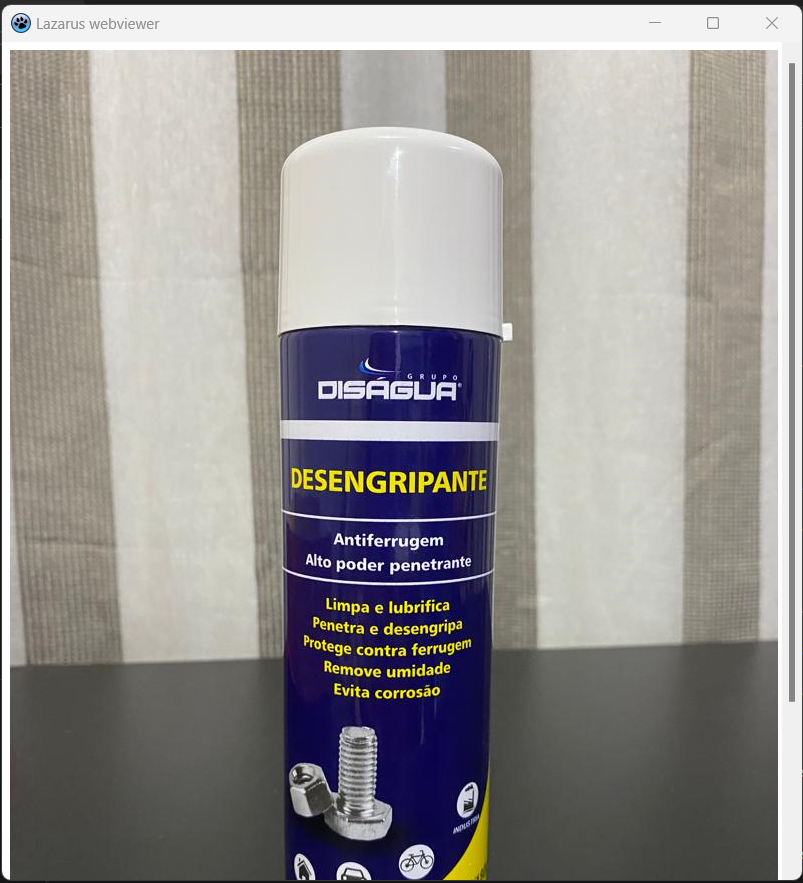 Lazarus webviewer
GRUPO
DISÁGUA®
DESENGRIPANTE
Antiferrugem
Alto poder penetrante
Limpa e lubrifica
Penetra e desengripa
Protege contra ferrugem
Remove umidade
Evita corrosão
INDÚSTRIA